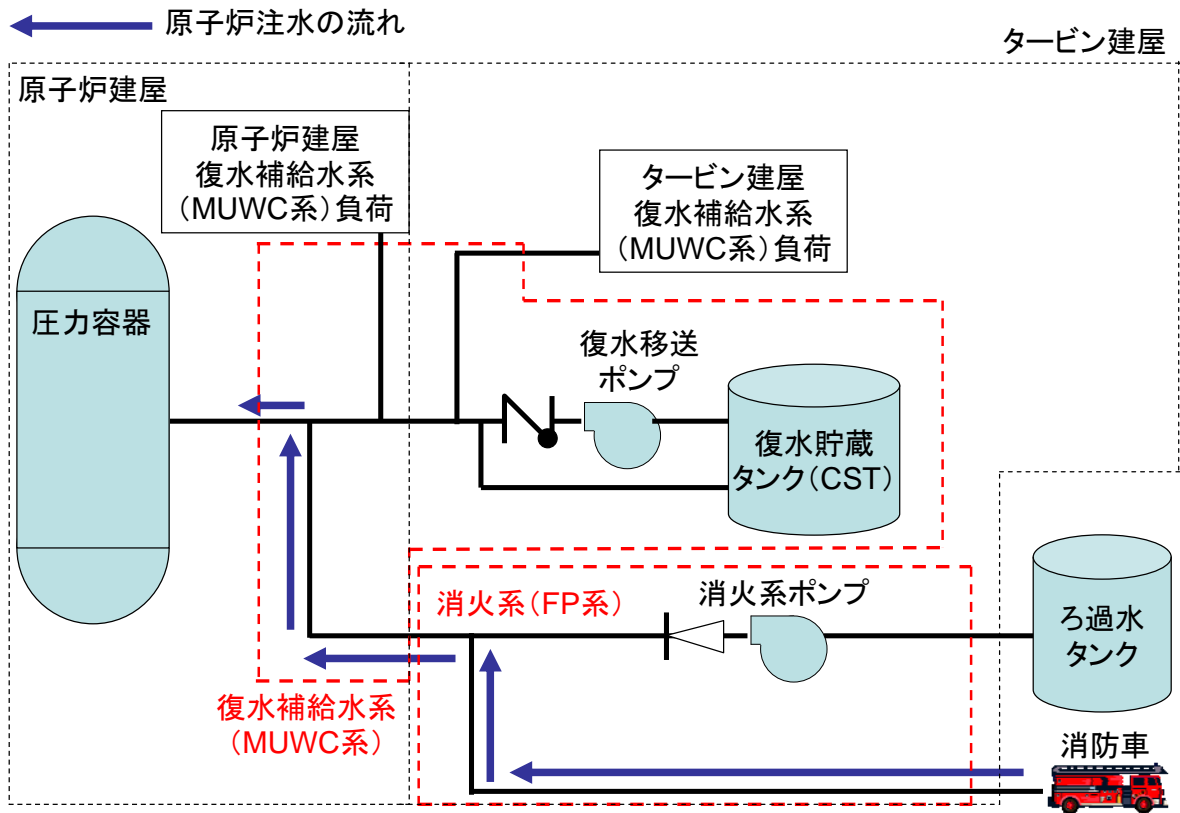 原子炉注水の流れ
タービン建屋
原子炉建屋
原子炉建屋
復水補給水系
（MUWC系）負荷
タービン建屋
復水補給水系
（MUWC系）負荷
圧力容器
復水移送
ポンプ
復水貯蔵
タンク（CST）
消火系（FP系）
消火系ポンプ
ろ過水
タンク
復水補給水系
（MUWC系）
消防車